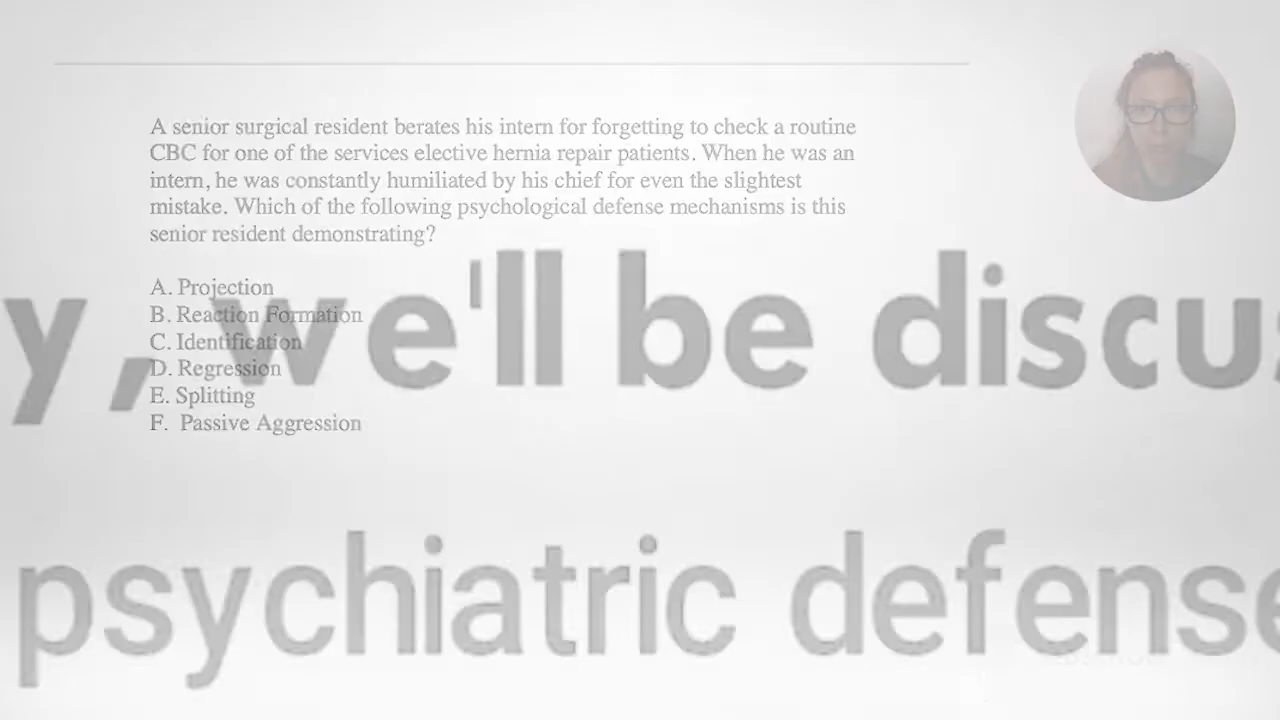 A senior surgical resident berates his intern for forgetting to check a routine
CBC for one of the services elective hernia repair patients. When he was an
intern, he was constantly humiliated by his chief for even the slightest
mistake. Which of the following psychological defense mechanisms is this
senior resident demonstrating?
A. Projection
B. Reaction Formation
C. Identification
D. Regression
E. Splitting
F. Passive Aggression
y, we'll be discus
psychiatric defense